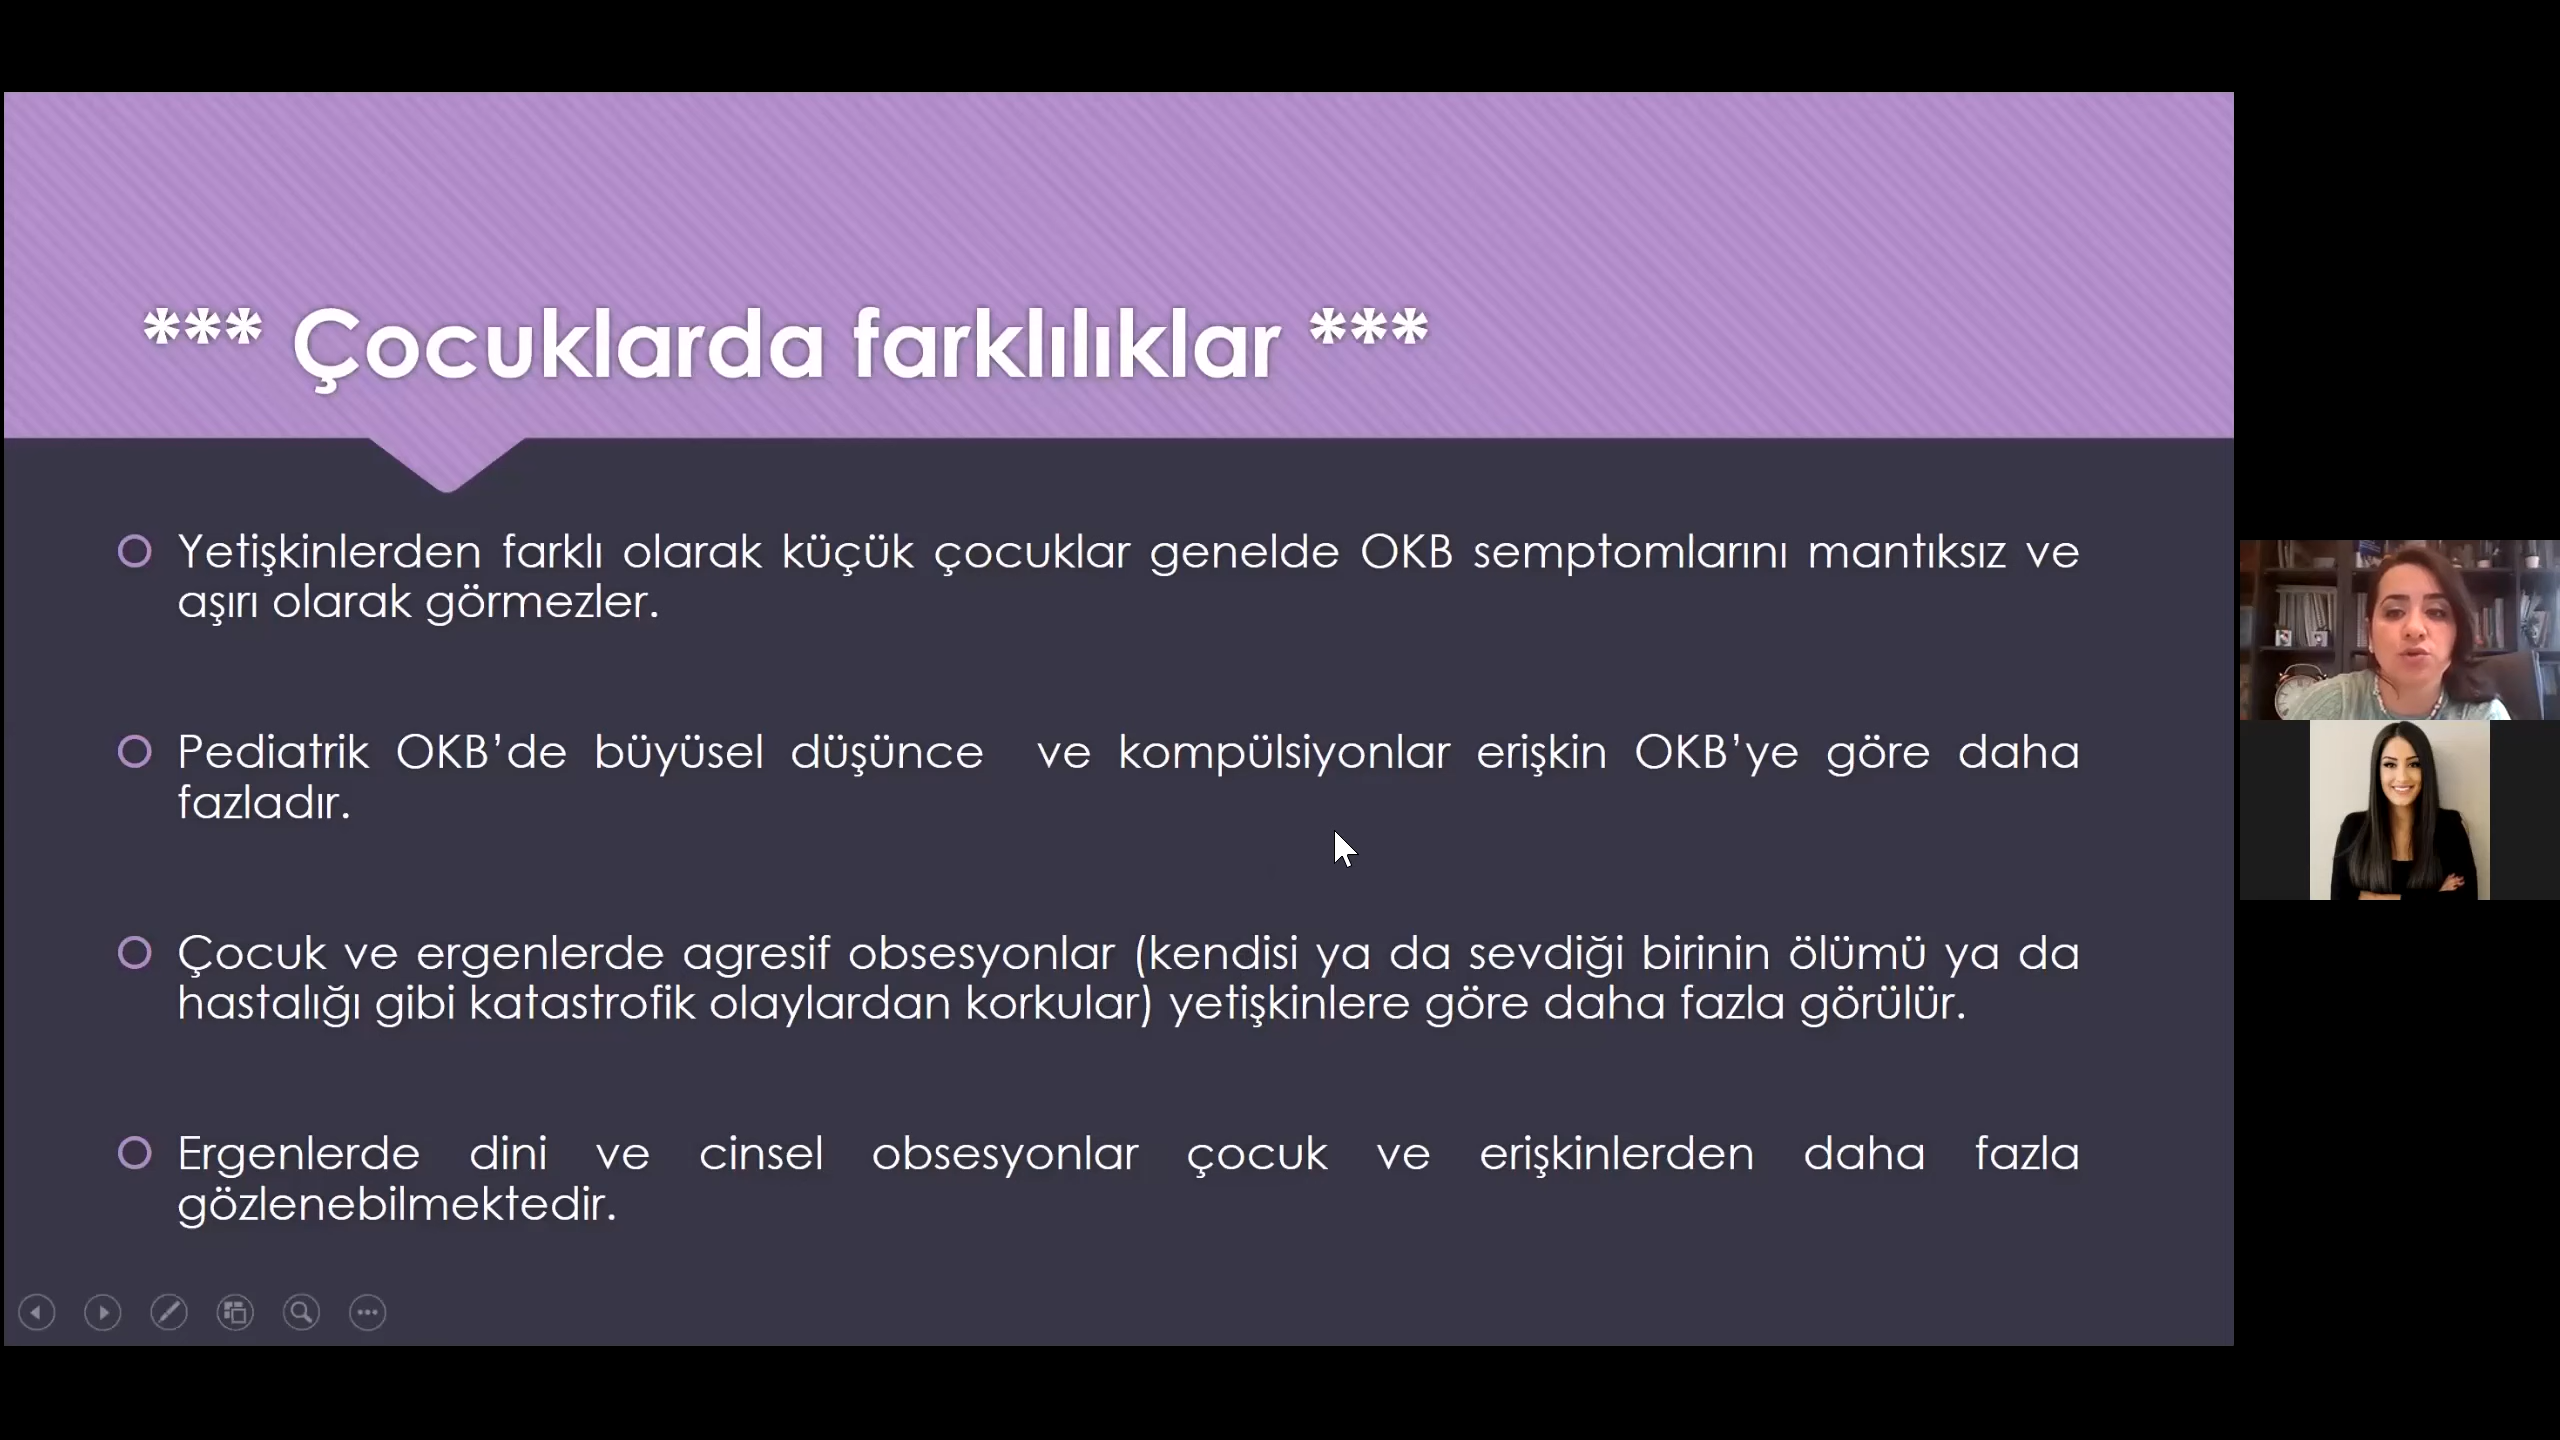 *** Çocuklarda farklılıklar ***
Yetişkinlerden farklı olarak küçük çocuklar genelde OKB semptomlarını mantıksız ve
aşırı olarak görmezler.
Pediatrik OKB’de büyüsel düşünce ve kompülsiyonlar erişkin OKB’ye göre daha
fazladır.
Çocuk ve ergenlerde agresif obsesyonlar (kendisi ya da sevdiği birinin ölümü ya da
hastalığı gibi katastrofik olaylardan korkular) yetişkinlere göre daha fazla görülür.
Ergenlerde dini ve cinsel obsesyonlar çocuk ve erişkinlerden daha fazla
gözlenebilmektedir.